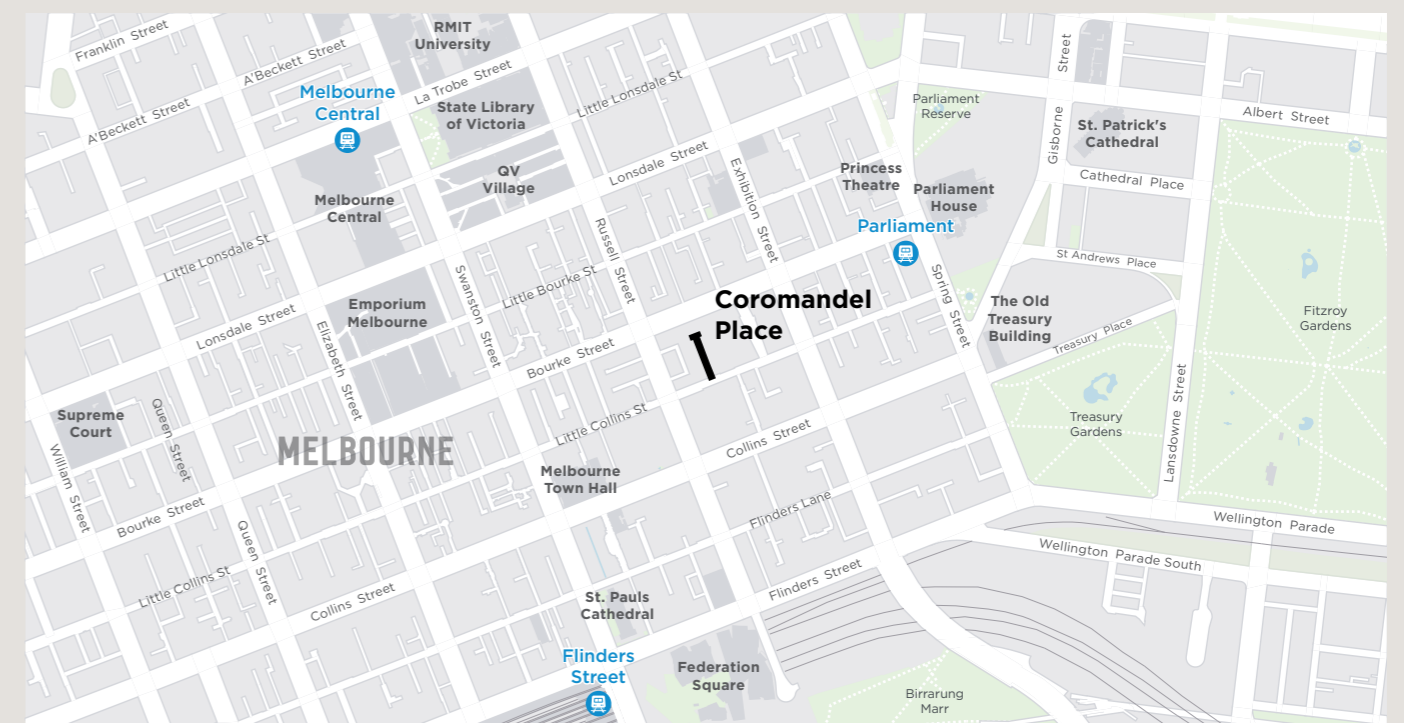 Franklin Street
A'Beckett Street
RMIT
University
Melbourne
Central
La Trobe Street
A'Beckett Street
State Library
of Victoria
Little Lonsdale St
Parliament
Reserve
Street
Gisborne
St. Patrick's
Cathedral
Albert Street
QV
Village
Lonsdale Street
Exhibition Street
Princess
Theatre
Parliament
House
Cathedral Place
Melbourne
Central
Parliament
Little Lonsdale St
Russell Street
St Andrews Place
Swanston Street
Little Bourke St
Spring Street
Coromandel
Place
The Old
Treasury
Building
Emporium
Melbourne
Lonsdale Street
Elizabeth Street
Fitzroy
Gardens
Treasury Place
Bourke Street
Supreme
Court
Queen Street
William Street
MELBOURNE
Little Collins St
Collins Street
Treasury
Gardens
Lansdowne Street
Melbourne
Town Hall
Bourke Street
Queen Street
Flinders Lane
Wellington Parade
Wellington Parade South
Little Collins St
Collins Street
Flinders Street
St. Pauls
Cathedral
Flinders
Street
Federation
Square
Birrarung
Marr